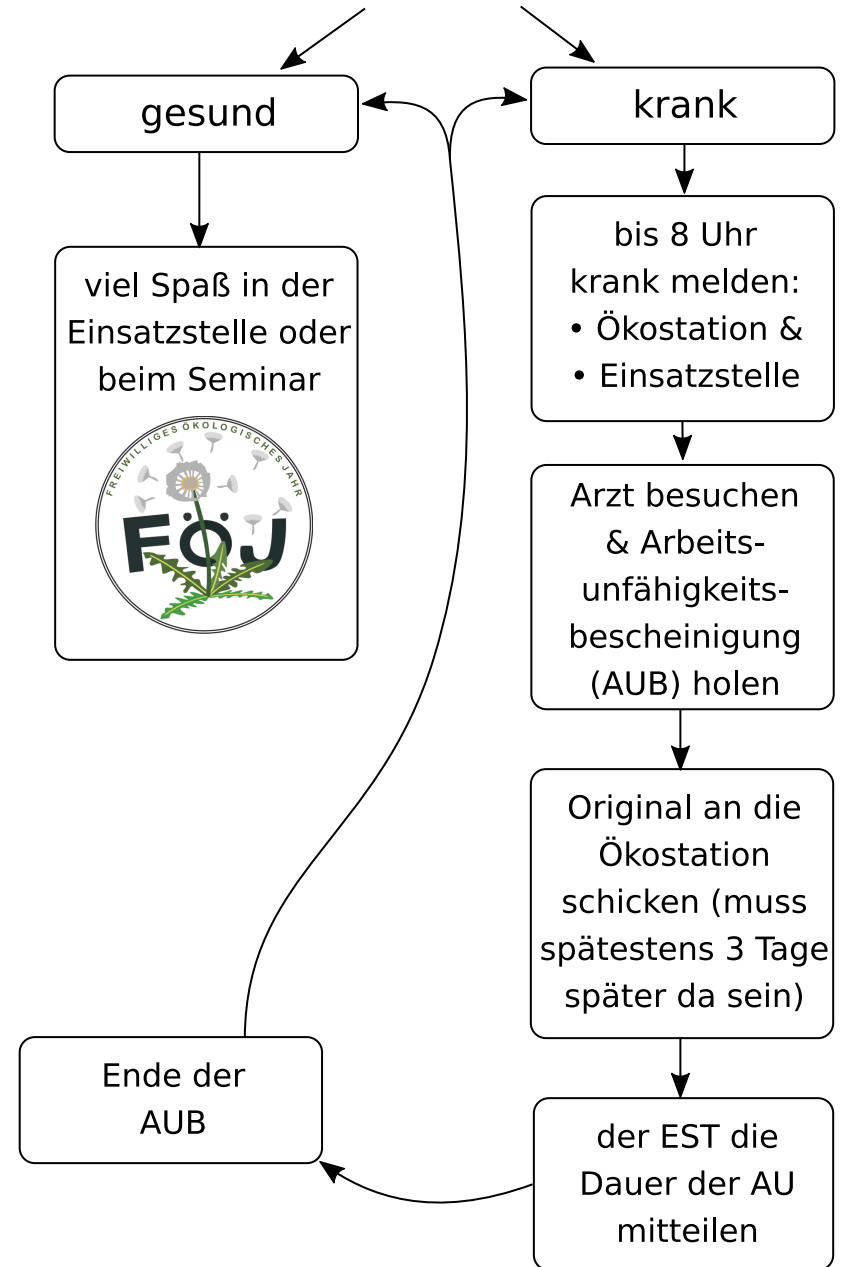 gesund
viel Spaß in der
Einsatzstelle oder
beim Seminar
FREIWILLIGES ÖKOLOGISCHES JAHR
FÖJ
krank
bis 8 Uhr
krank melden:
• Ökostation &
• Einsatzstelle
Arzt besuchen
& Arbeits-
unfähigkeits-
bescheinigung
(AUB) holen
Original an die
Ökostation
schicken (muss
spätestens 3 Tage
später da sein)
der EST die
Dauer der AU
mitteilen
Ende der
AUB